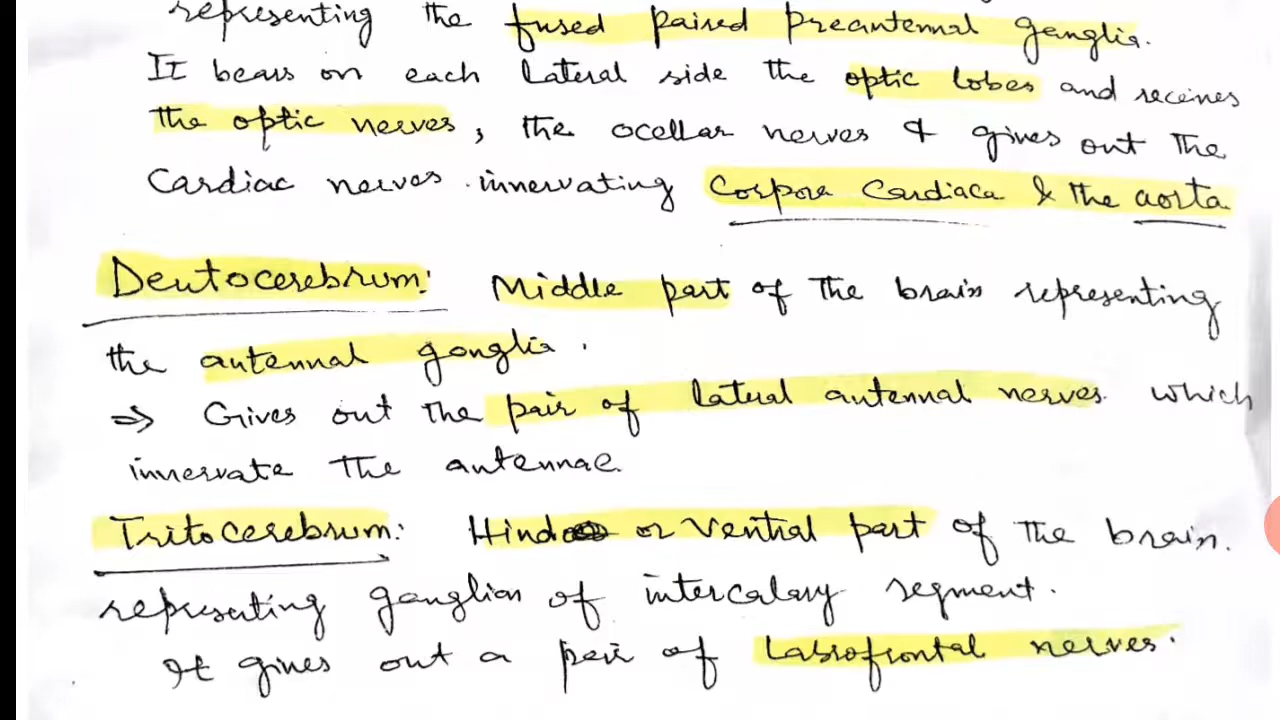 representing the fused paired preantennal ganglia.
It bears on each lateral side the optic lobes and receives
the optic nerves, the ocellar nerves & gives out the
Cardiac nerves innervating Corpora Cardiaca & the aorta
Deutocerebrum: Middle part of the brain representing
the antennal ganglia.
⇒ Gives out the pair of lateral antennal nerves which
innervate the antennae.
Tritocerebrum: Hind or Ventral part of the brain.
representing ganglion of intercalary segment.
It gives out a pair of Labrofrontal nerves.